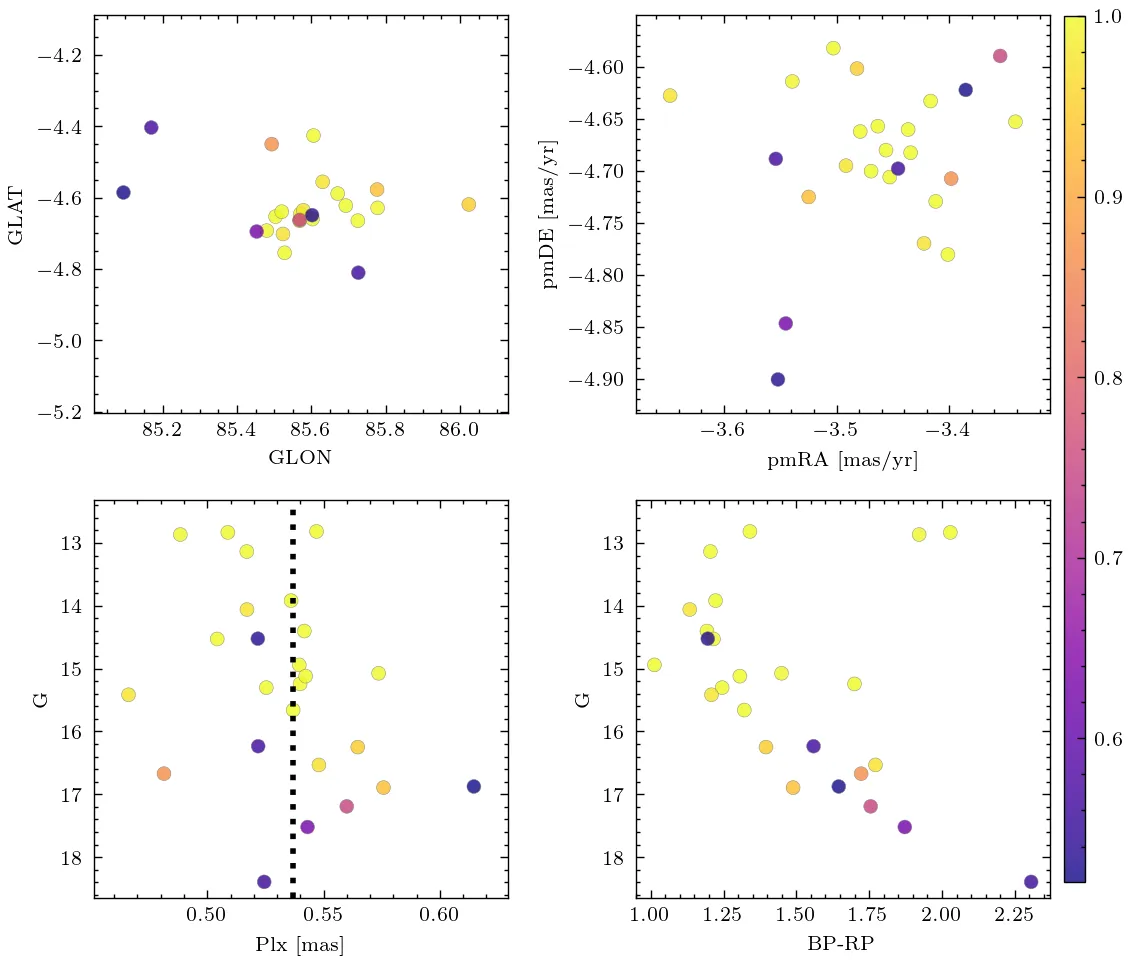 −4.2
−4.4
−4.6
−4.8
−5.0
−5.2
GLAT
85.2 85.4 85.6 85.8 86.0
GLON
−4.60
−4.65
−4.70
−4.75
−4.80
−4.85
−4.90
pmDE [mas/yr]
−3.6 −3.5 −3.4
pmRA [mas/yr]
1.0
0.9
0.8
0.7
0.6
13
14
15
16
17
18
G
0.50 0.55 0.60
Plx [mas]
13
14
15
16
17
18
G
1.00 1.25 1.50 1.75 2.00 2.25
BP-RP